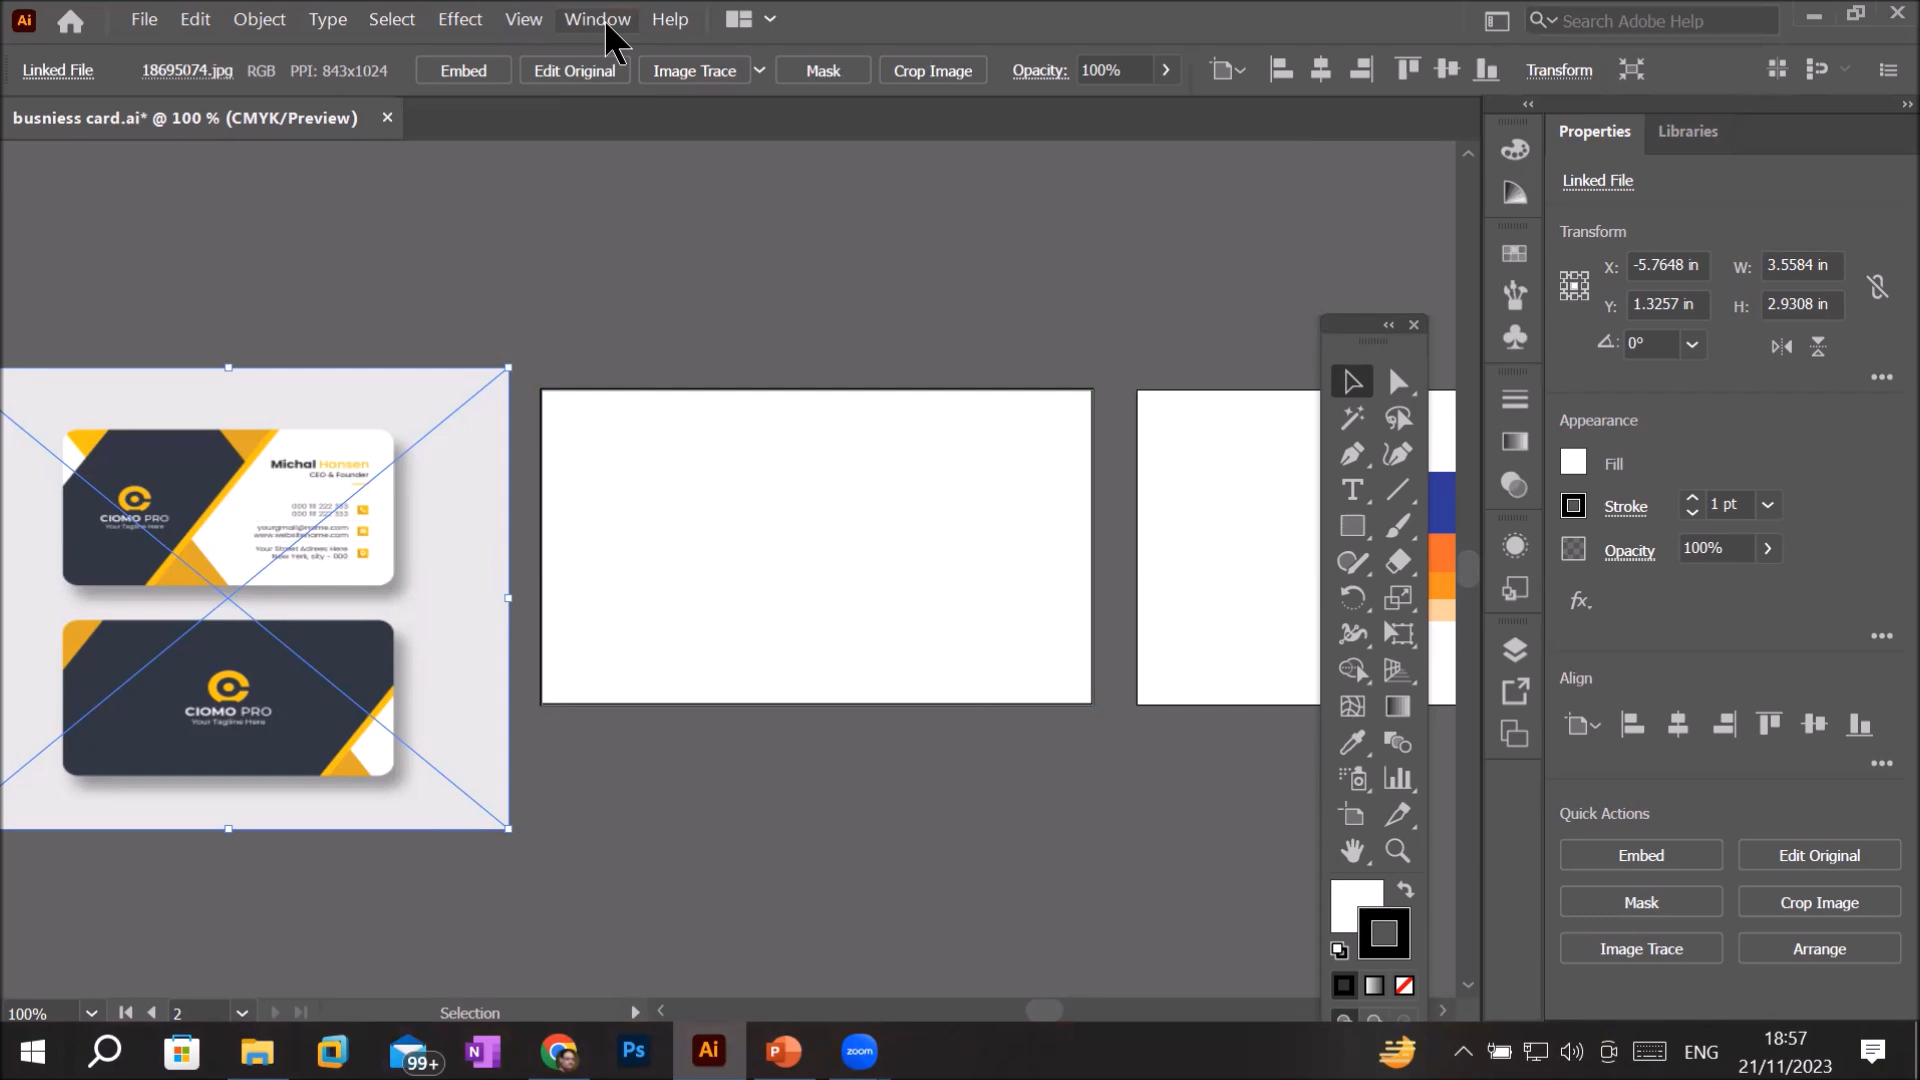 File Edit Object Type Select Effect View Window Help
Search Adobe Help
Linked File 18695074.jpg RGB PPI: 843x1024 Embed Edit Original Image Trace Mask Crop Image Opacity: 100% Transform
busniess card.ai* @ 100 % (CMYK/Preview)
Properties Libraries
Linked File
Transform
X: -5.7648 in W: 3.5584 in
Y: 1.3257 in H: 2.9308 in
0°
Appearance
Fill
Stroke 1 pt
Opacity 100%
fx
Align
Quick Actions
Embed Edit Original
Mask Crop Image
Image Trace Arrange
Michal Hansen
CEO & Founder
000 111 222 333
000 111 222 333
yourgmail@name.com
www.websitename.com
Your Street Adrees Here
New York, sity - 000
CIOMO PRO
Your Tagline Here
CIOMO PRO
Your Tagline Here
100% 2 Selection
99+
zoom
ENG
18:57
21/11/2023